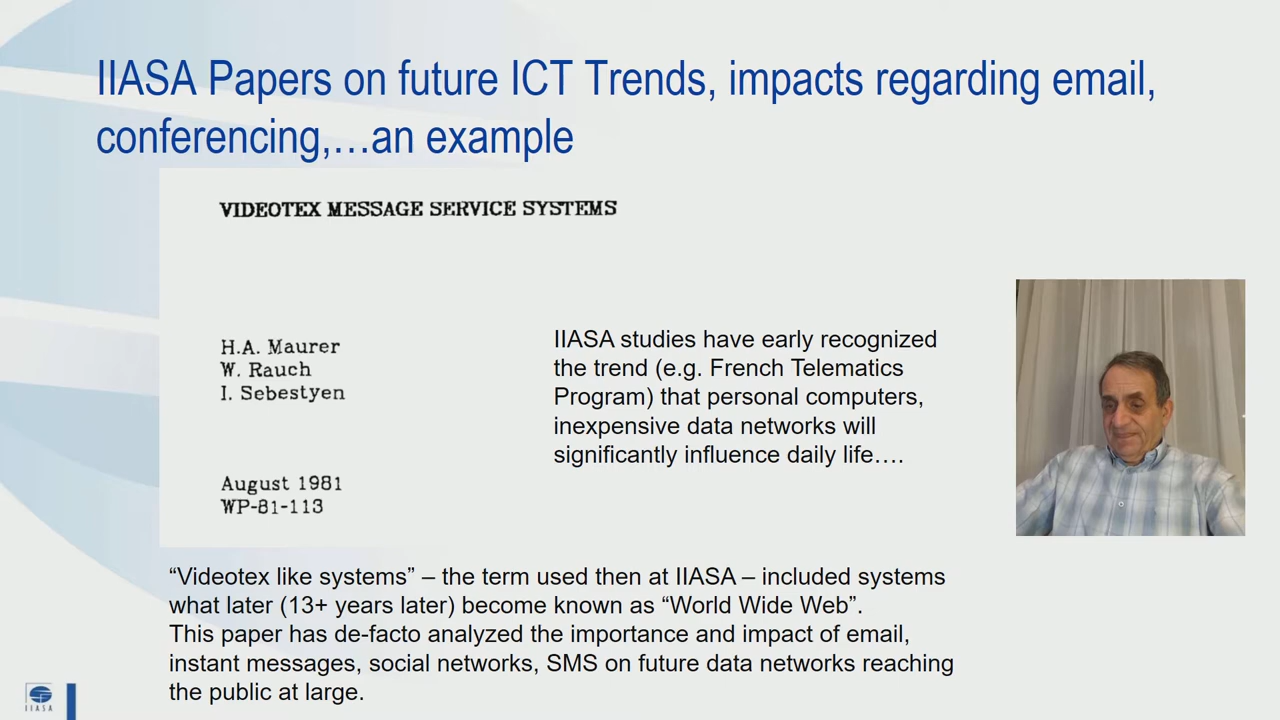 IIASA Papers on future ICT Trends, impacts regarding email,
conferencing,…an example
VIDEOTEX MESSAGE SERVICE SYSTEMS
H.A. Maurer
W. Rauch
I. Sebestyen
August 1981
WP-81-113
IIASA studies have early recognized
the trend (e.g. French Telematics
Program) that personal computers,
inexpensive data networks will
significantly influence daily life….
“Videotex like systems” – the term used then at IIASA – included systems
what later (13+ years later) become known as “World Wide Web”.
This paper has de-facto analyzed the importance and impact of email,
instant messages, social networks, SMS on future data networks reaching
the public at large.
IIASA